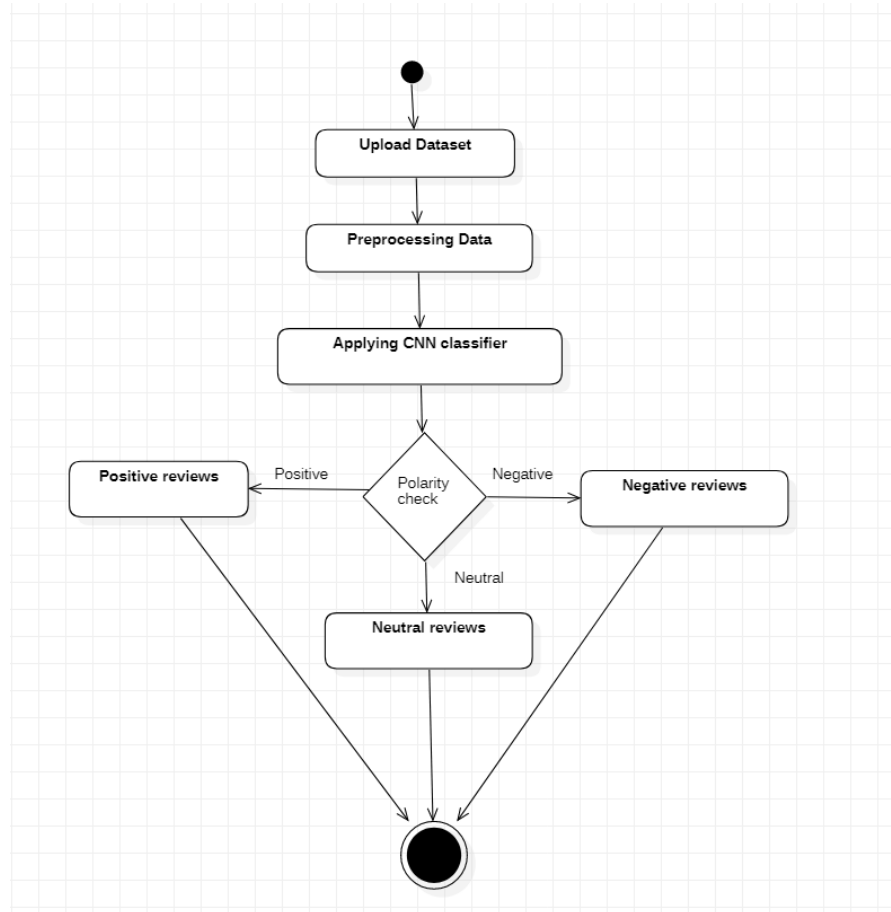 Upload Dataset
Preprocessing Data
Applying CNN classifier
Positive reviews
Positive
Polarity
check
Negative
Negative reviews
Neutral
Neutral reviews